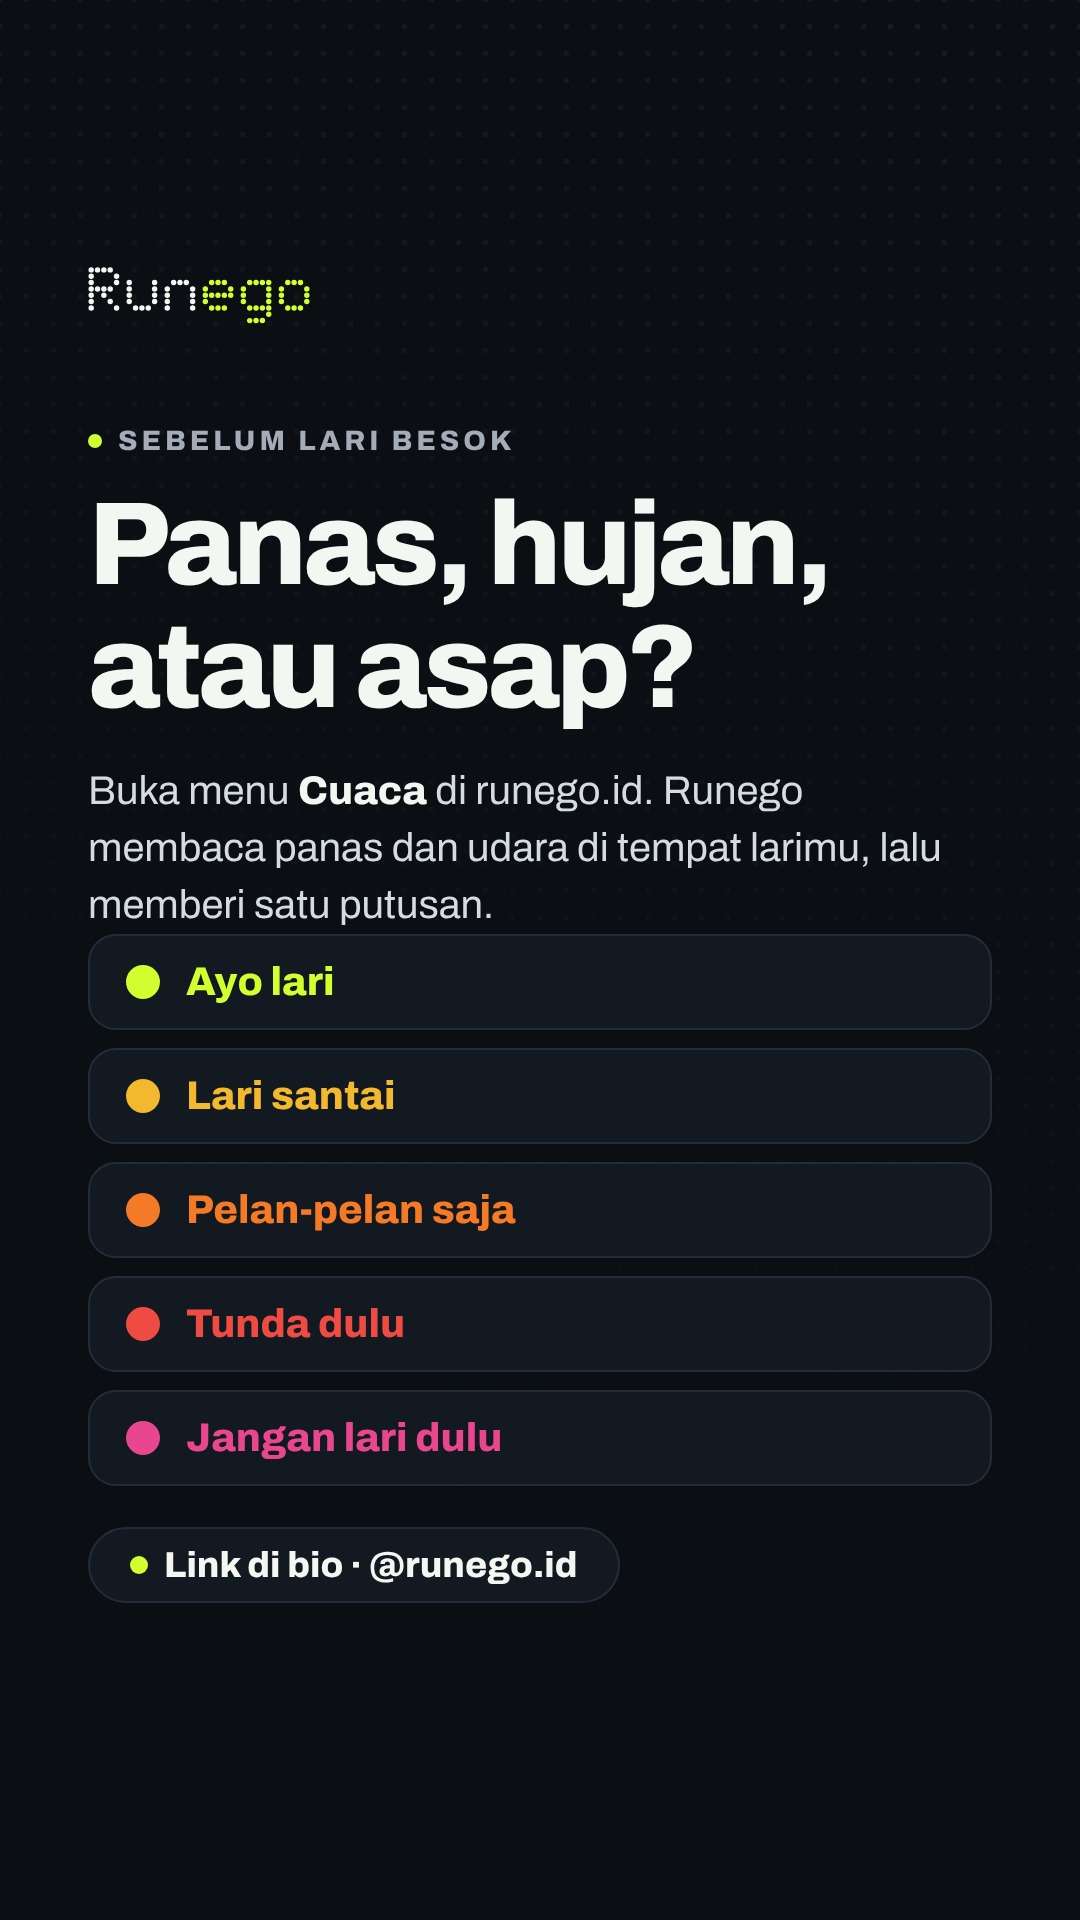 Runego
SEBELUM LARI BESOK
Panas, hujan,
atau asap?
Buka menu Cuaca di runego.id. Runego
membaca panas dan udara di tempat larimu, lalu
memberi satu putusan.
Ayo lari
Lari santai
Pelan-pelan saja
Tunda dulu
Jangan lari dulu
Link di bio · @runego.id